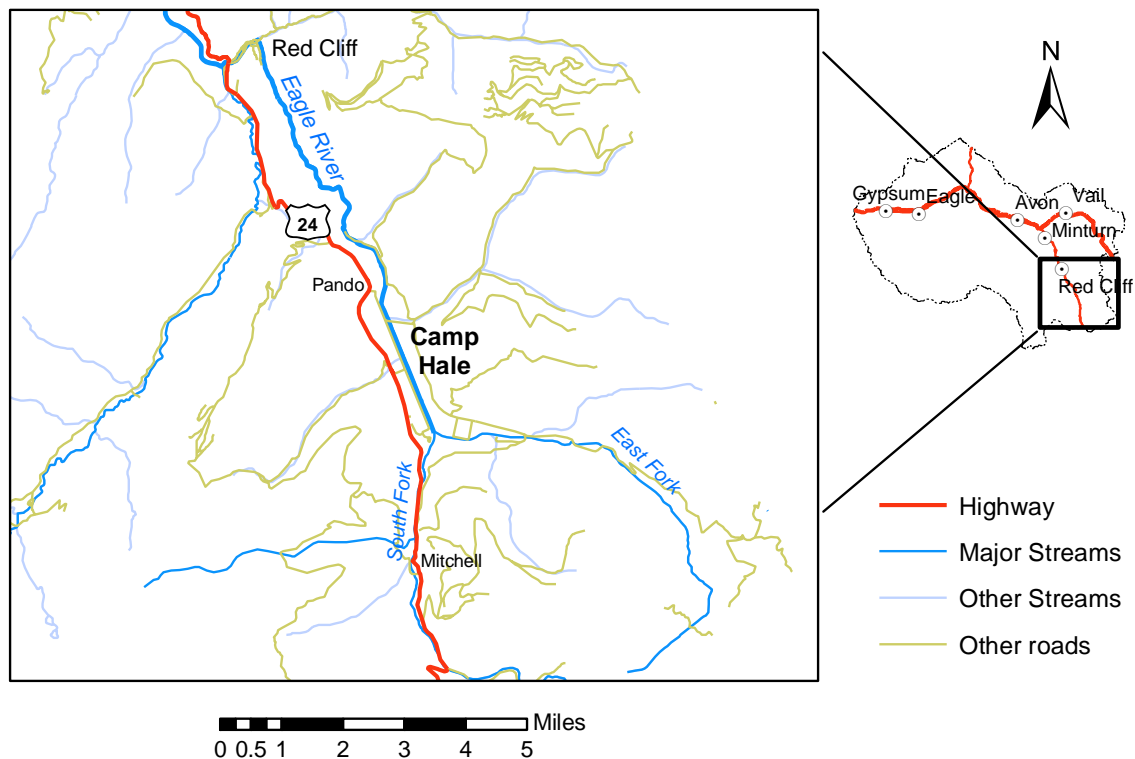 Red Cliff
Eagle River
24
Pando
Camp
Hale
East Fork
South Fork
Mitchell
N
Gypsum
Eagle
Avon
Vail
Minturn
Red Cliff
Highway
Major Streams
Other Streams
Other roads
Miles
0 0.5 1 2 3 4 5